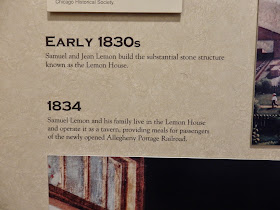 Chicago Historical Society
EARLY 1830s
Samuel and Jean Lemon build the substantial stone structure
known as the Lemon House.
1834
Samuel Lemon and his family live in the Lemon House
and operate it as a tavern, providing meals for passengers
of the newly opened Allegheny Portage Railroad.